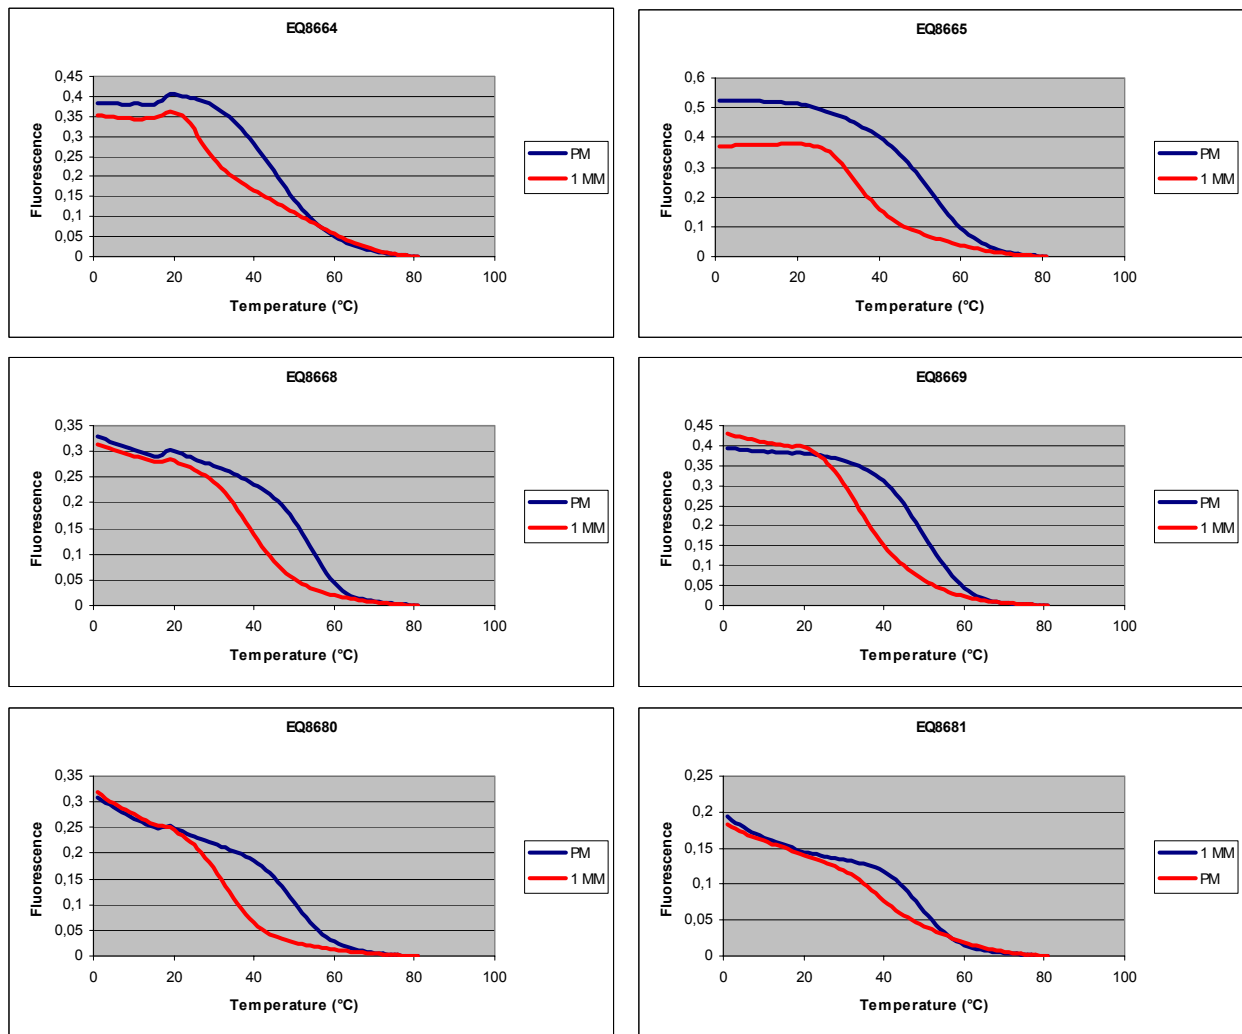 EQ8664
0,45
0,4
0,35
0,3
0,25
0,2
0,15
0,1
0,05
0
0 20 40 60 80 100
Fluorescence
Temperature (°C)
PM
1 MM
EQ8665
0,6
0,5
0,4
0,3
0,2
0,1
0
0 20 40 60 80 100
Fluorescence
Temperature (°C)
PM
1 MM
EQ8668
0,35
0,3
0,25
0,2
0,15
0,1
0,05
0
0 20 40 60 80 100
Fluorescence
Temperature (°C)
PM
1 MM
EQ8669
0,45
0,4
0,35
0,3
0,25
0,2
0,15
0,1
0,05
0
0 20 40 60 80 100
Fluorescence
Temperature (°C)
PM
1 MM
EQ8680
0,35
0,3
0,25
0,2
0,15
0,1
0,05
0
0 20 40 60 80 100
Fluorescence
Temperature (°C)
PM
1 MM
EQ8681
0,25
0,2
0,15
0,1
0,05
0
0 20 40 60 80 100
Fluorescence
Temperature (°C)
1 MM
PM